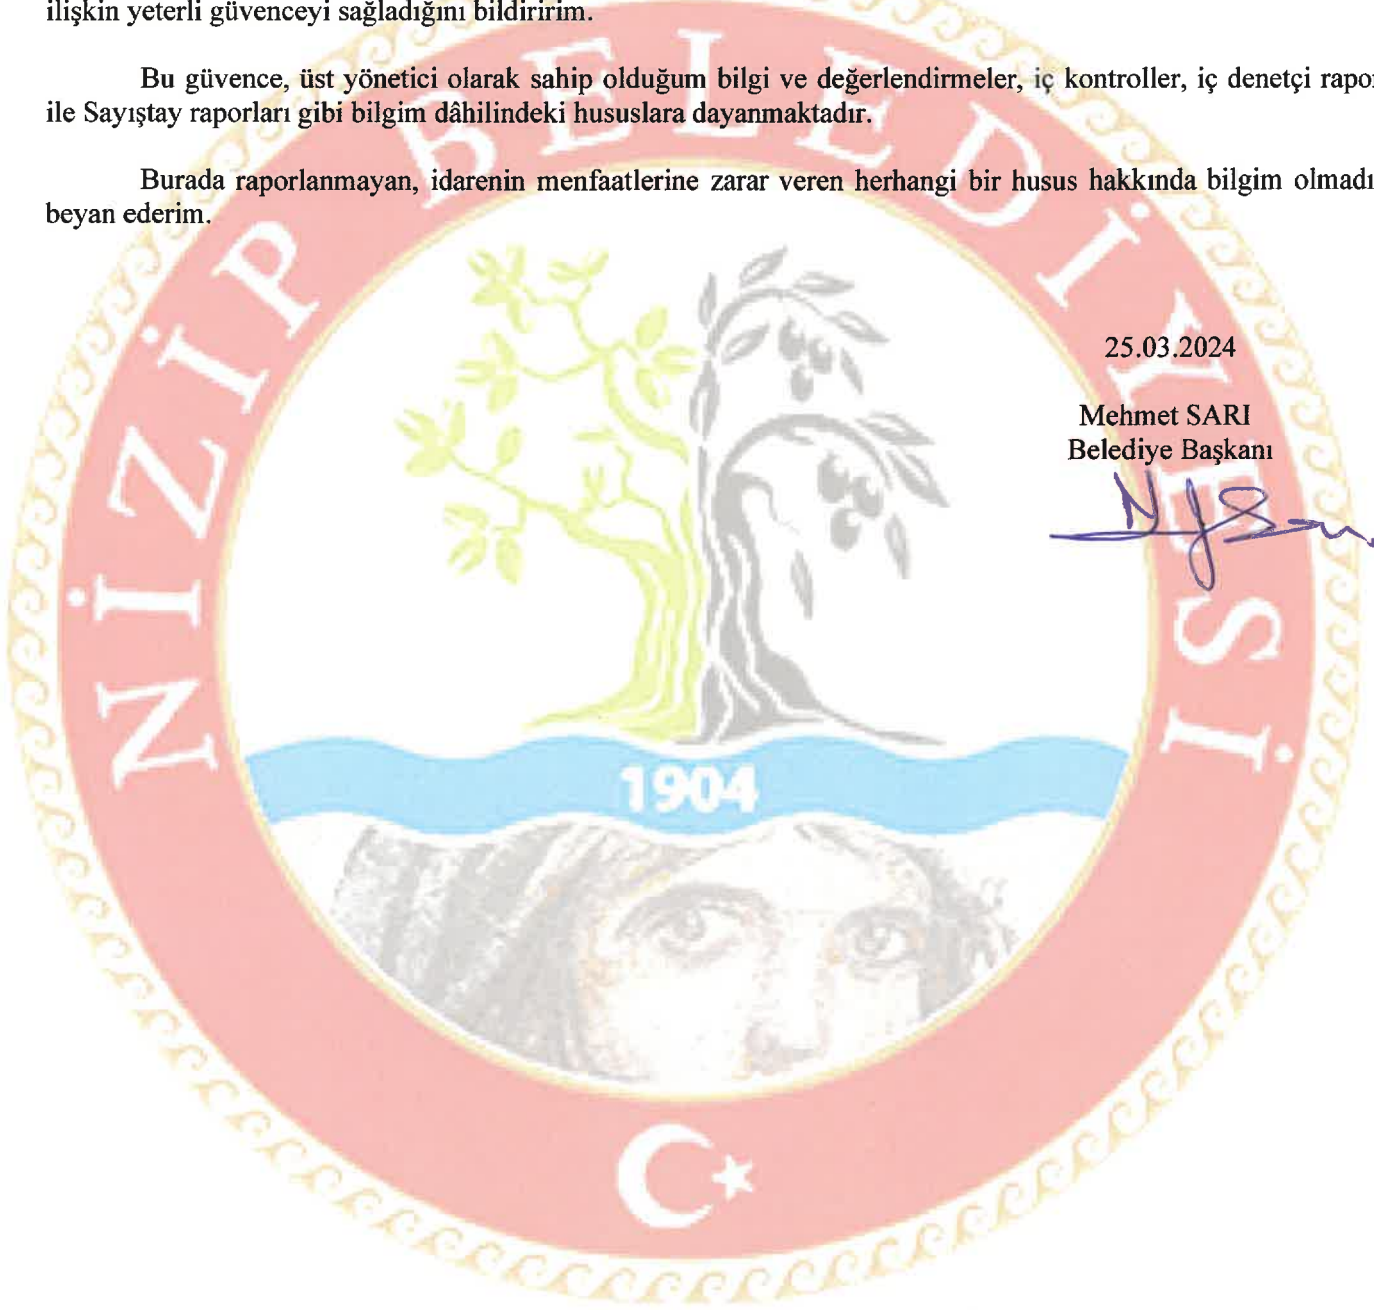 ilişkin yeterli güvenceyi sağladığını bildiririm.
Bu güvence, üst yönetici olarak sahip olduğum bilgi ve değerlendirmeler, iç kontroller, iç denetçi rapo
ile Sayıştay raporları gibi bilgim dâhilindeki hususlara dayanmaktadır.
Burada raporlanmayan, idarenin menfaatlerine zarar veren herhangi bir husus hakkında bilgim olmadı
beyan ederim.
25.03.2024
Mehmet SARI
Belediye Başkanı
NİZİP BELEDİYESİ
1904